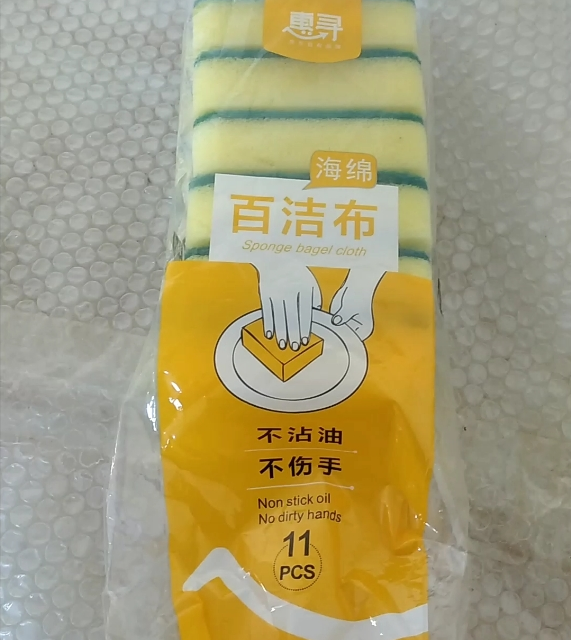 惠寻
海绵
百洁布
Sponge bagel cloth
不沾油
不伤手
Non stick oil
No dirty hands
11
PCS